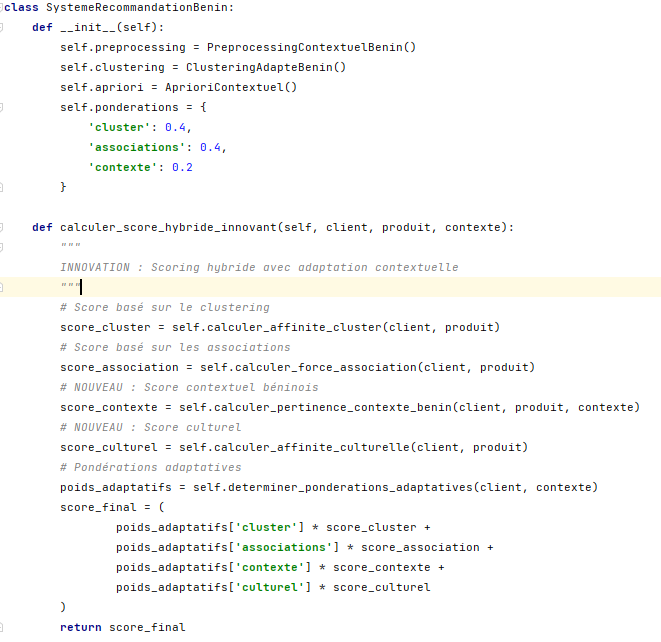 class SystemeRecommandationBenin:
    def __init__(self):
        self.preprocessing = PreprocessingContextuelBenin()
        self.clustering = ClusteringAdapteBenin()
        self.apriori = AprioriContextuel()
        self.ponderations = {
            'cluster': 0.4,
            'associations': 0.4,
            'contexte': 0.2
        }

    def calculer_score_hybride_innovant(self, client, produit, contexte):
        """
        INNOVATION : Scoring hybride avec adaptation contextuelle
        """
        # Score basé sur le clustering
        score_cluster = self.calculer_affinite_cluster(client, produit)
        # Score basé sur les associations
        score_association = self.calculer_force_association(client, produit)
        # NOUVEAU : Score contextuel béninois
        score_contexte = self.calculer_pertinence_contexte_benin(client, produit, contexte)
        # NOUVEAU : Score culturel
        score_culturel = self.calculer_affinite_culturelle(client, produit)
        # Pondérations adaptatives
        poids_adaptatifs = self.determiner_ponderations_adaptatives(client, contexte)
        score_final = (
                poids_adaptatifs['cluster'] * score_cluster +
                poids_adaptatifs['associations'] * score_association +
                poids_adaptatifs['contexte'] * score_contexte +
                poids_adaptatifs['culturel'] * score_culturel
        )
        return score_final